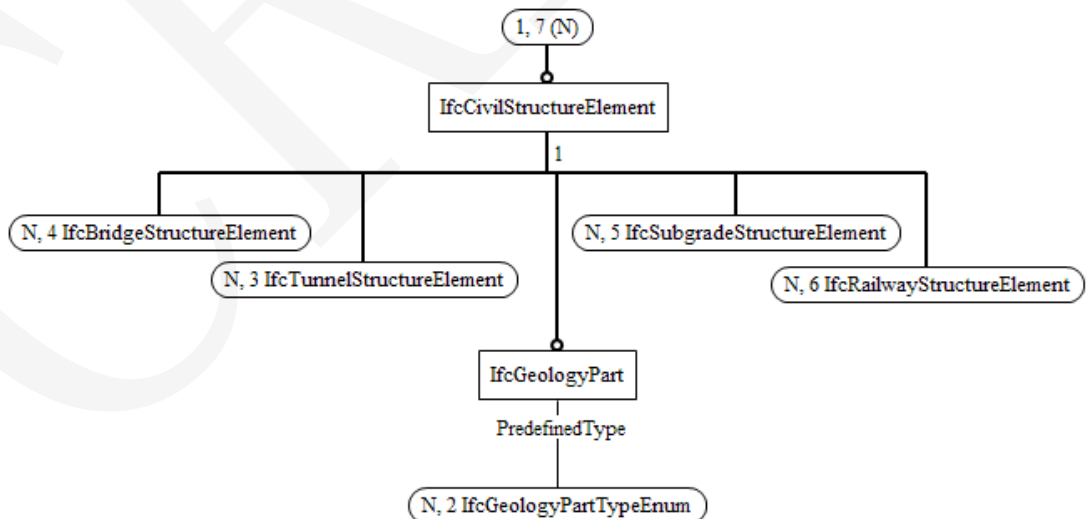 1, 7 (N)
IfcCivilStructureElement
1
N, 4 IfcBridgeStructureElement
N, 5 IfcSubgradeStructureElement
N, 3 IfcTunnelStructureElement
N, 6 IfcRailwayStructureElement
IfcGeologyPart
PredefinedType
N, 2 IfcGeologyPartTypeEnum